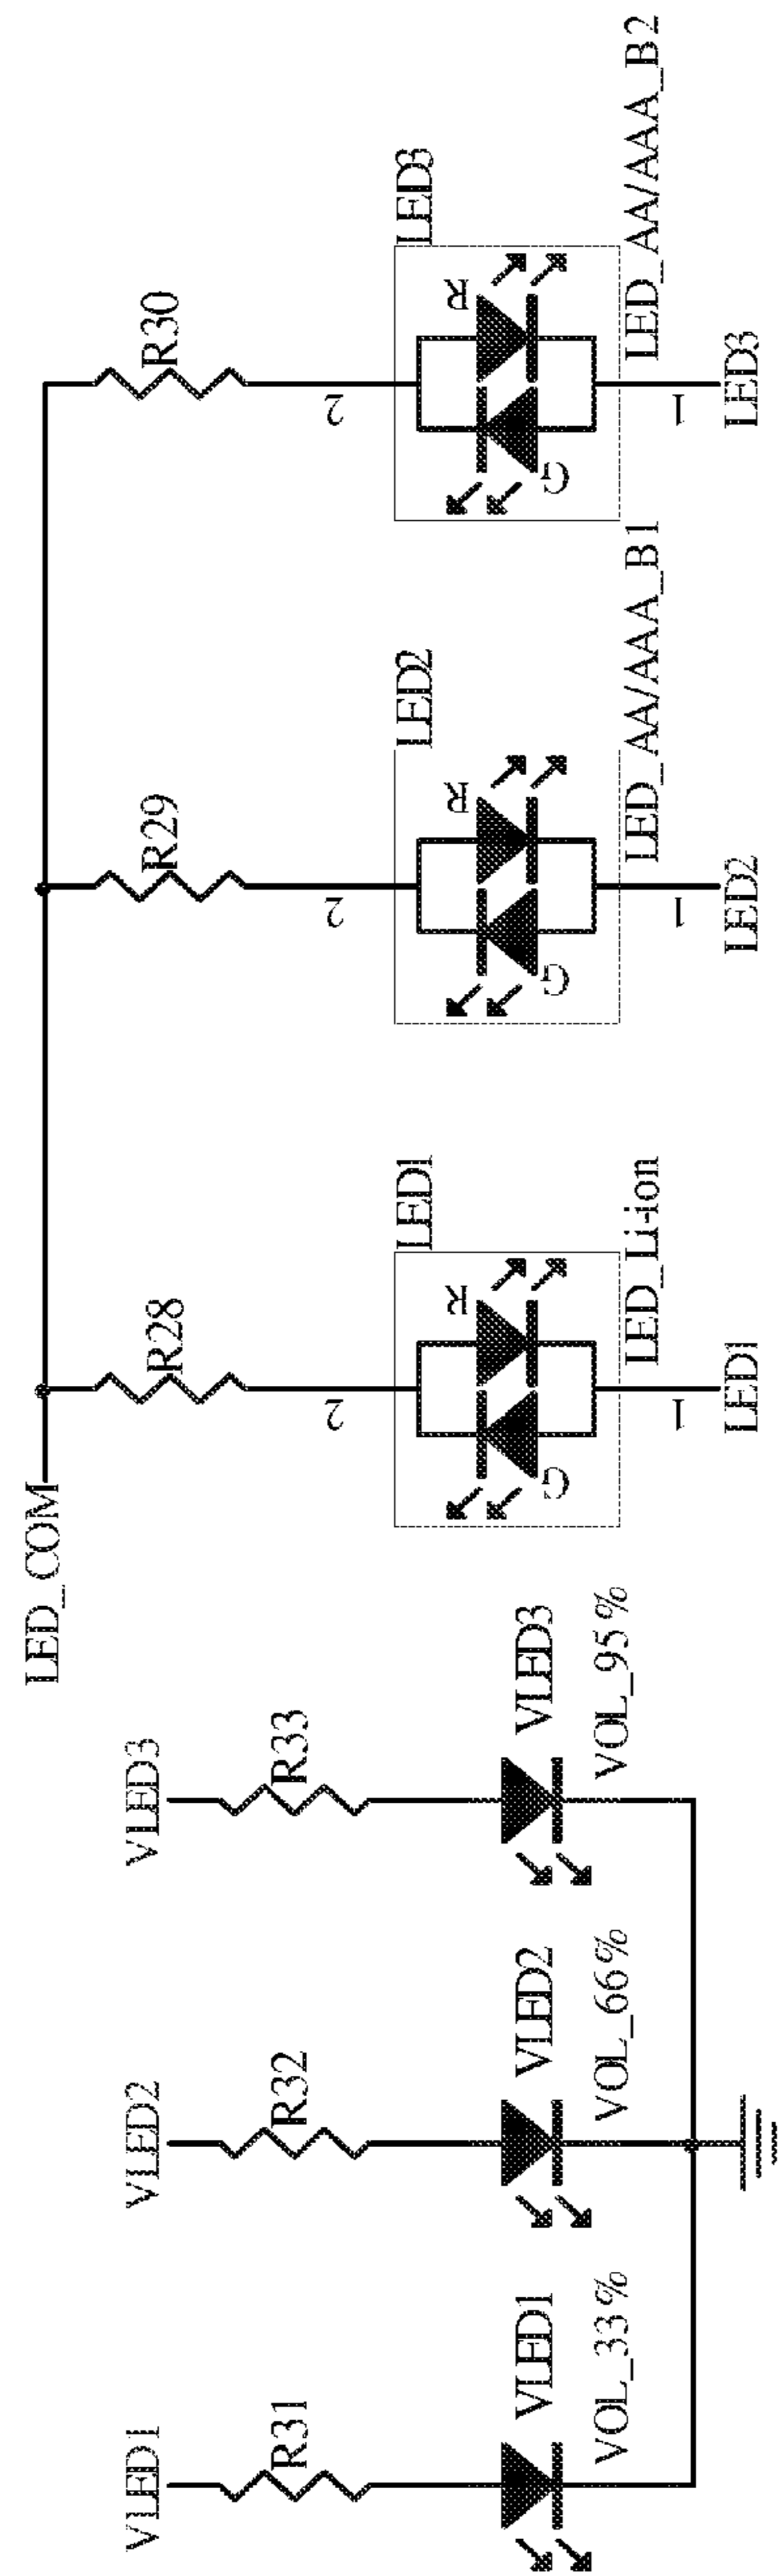 LED_COM
R28
R29
R30
2
2
2
LED1
LED2
LED3
R
R
R
G
G
G
LED_Li-ion
LED_AA/AAA_B1
LED_AA/AAA_B2
1
1
1
LED1
LED2
LED3
VLED1
VLED2
VLED3
R31
R32
R33
VLED1
VLED2
VLED3
VOL_33%
VOL_66%
VOL_95%